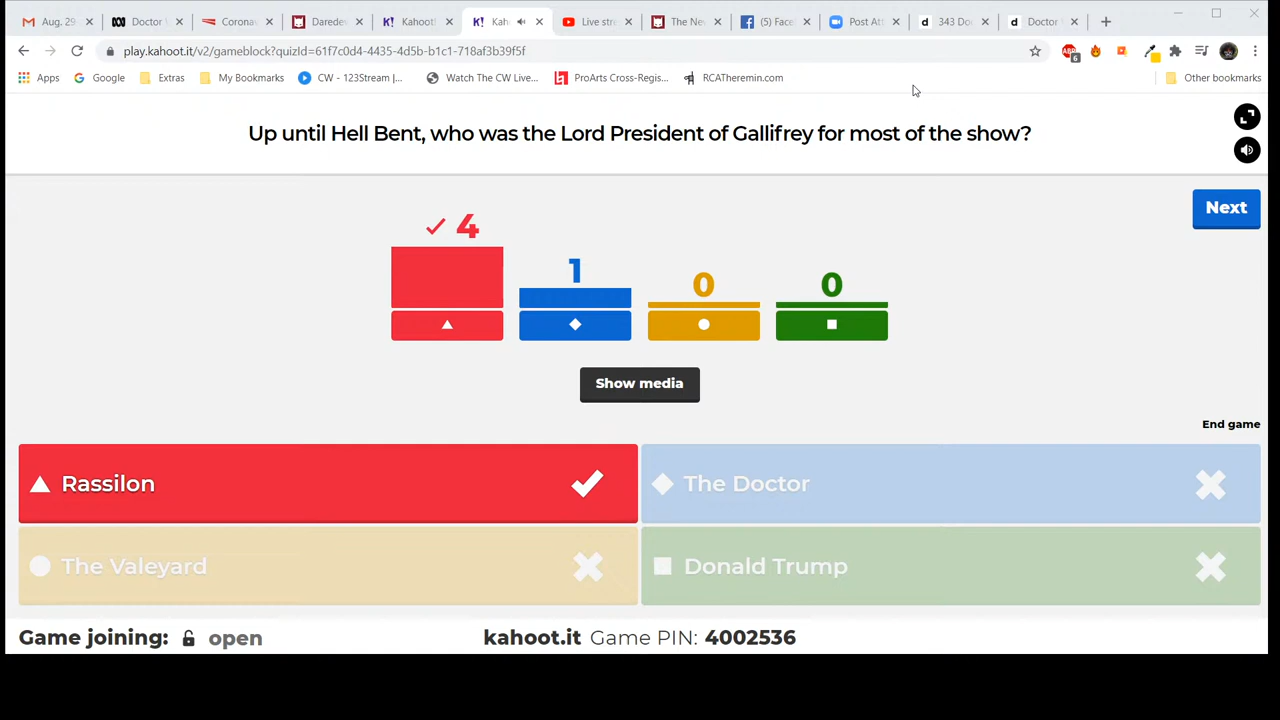 Aug. 29
Doctor W
Corona
Darede
Kahoot!
Kah
Live str
The Ne
(5) Face
Post Att
343 Do
Doctor
play.kahoot.it/v2/gameblock?quizId=61f7c0d4-4435-4d5b-b1c1-718af3b39f5f
6
Apps
Google
Extras
My Bookmarks
CW - 123Stream |...
Watch The CW Live...
ProArts Cross-Regis...
RCATheremin.com
Other bookmarks
Up until Hell Bent, who was the Lord President of Gallifrey for most of the show?
Next
4
1
0
0
Show media
End game
Rassilon
The Doctor
The Valeyard
Donald Trump
Game joining: open
kahoot.it Game PIN: 4002536